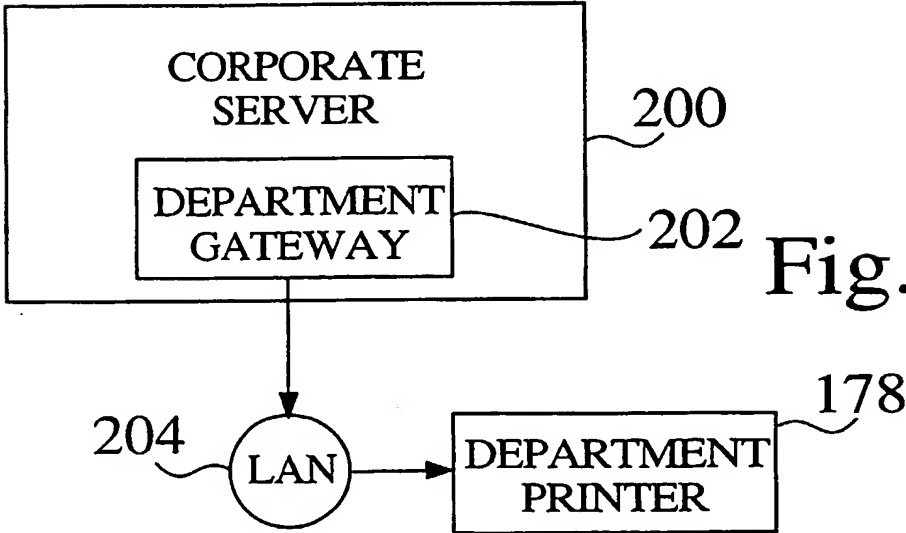 CORPORATE
SERVER
200
DEPARTMENT
GATEWAY
202
Fig.
178
204
LAN
DEPARTMENT
PRINTER